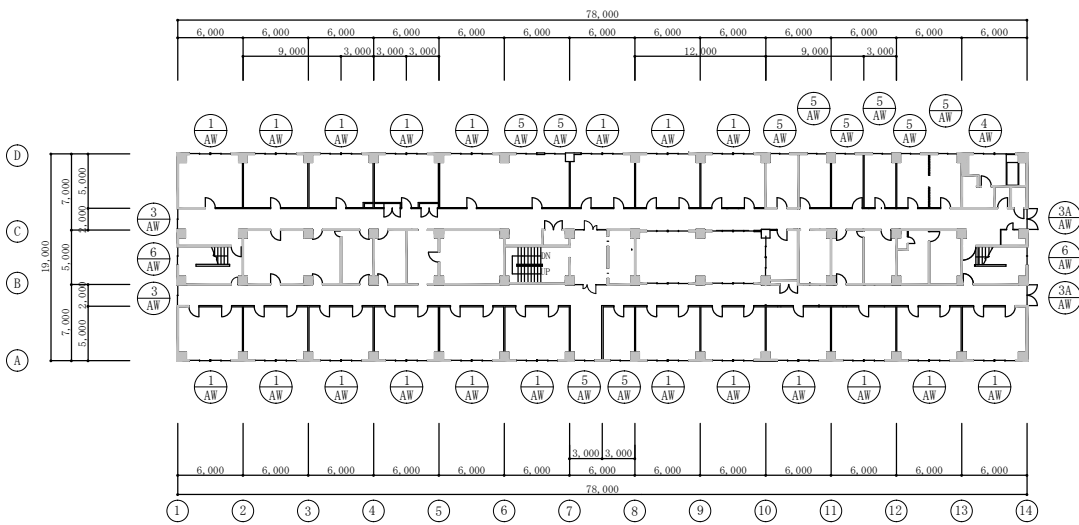 78,000
6,000 6,000 6,000 6,000 6,000 6,000 6,000 6,000 6,000 6,000 6,000 6,000 6,000
9,000 3,000 3,000 3,000 12,000 9,000 3,000
5 AW 5 AW 5 AW
1 AW 1 AW 1 AW 1 AW 1 AW 5 AW 5 AW 1 AW 1 AW 1 AW 5 AW 5 AW 5 AW 4 AW
D
7,000 5,000
2,000
3 AW 3A AW
C
19,000 5,000
6 AW DN 6 AW
UP
B
3 AW 3A AW
2,000
7,000 5,000
A
1 AW 1 AW 1 AW 1 AW 1 AW 1 AW 5 AW 5 AW 1 AW 1 AW 1 AW 1 AW 1 AW 1 AW
3,000 3,000
6,000 6,000 6,000 6,000 6,000 6,000 6,000 6,000 6,000 6,000 6,000 6,000 6,000
78,000
1 2 3 4 5 6 7 8 9 10 11 12 13 14